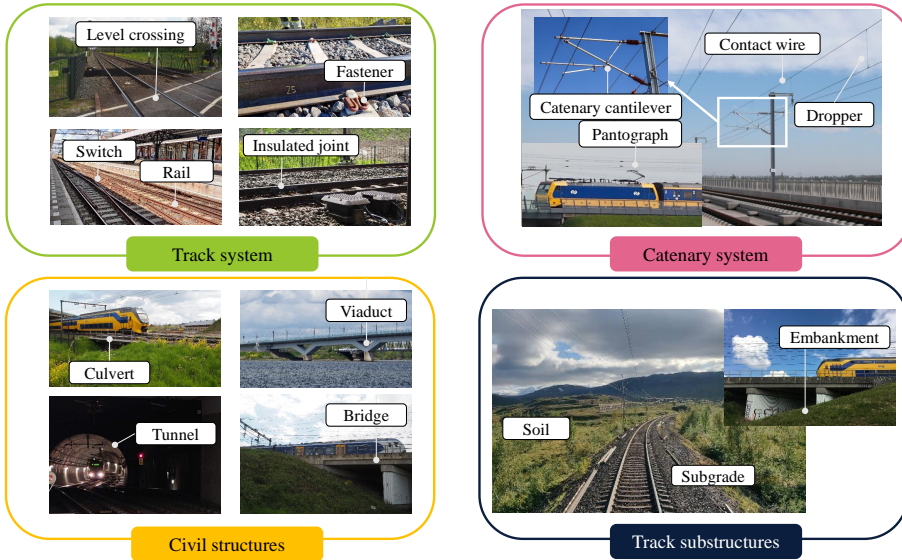 Level crossing
Fastener
25
Switch
Rail
Insulated joint
Track system
Contact wire
Catenary cantilever
Dropper
Pantograph
Catenary system
Culvert
Viaduct
Tunnel
Bridge
Civil structures
Embankment
Soil
Subgrade
Track substructures